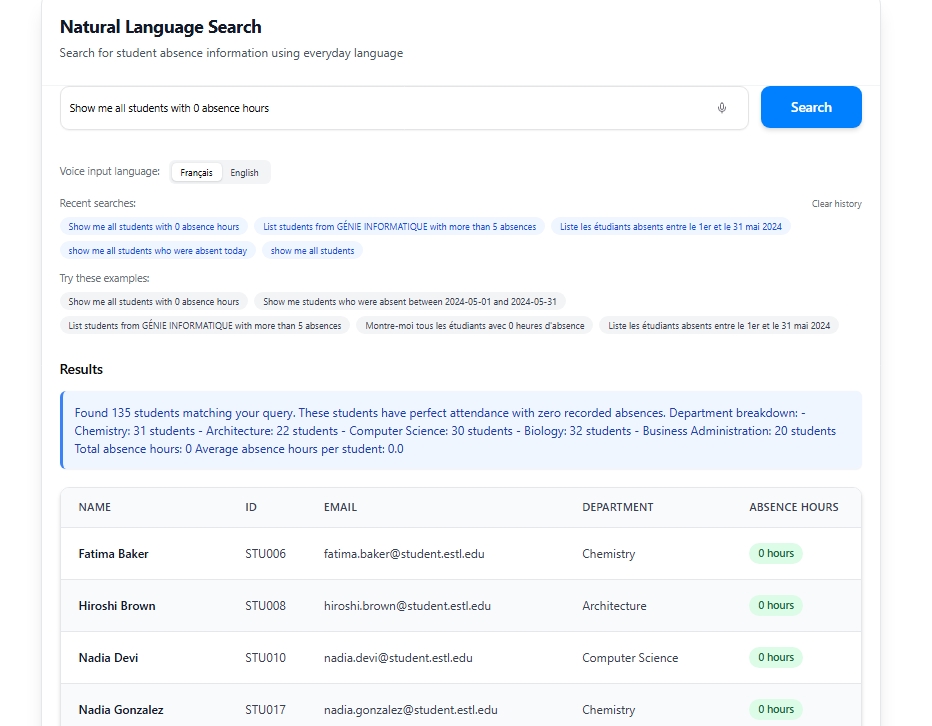 Natural Language Search
Search for student absence information using everyday language
Show me all students with 0 absence hours
Search
Voice input language: Français English
Recent searches: Clear history
Show me all students with 0 absence hours List students from GÉNIE INFORMATIQUE with more than 5 absences Liste les étudiants absents entre le 1er et le 31 mai 2024
show me all students who were absent today show me all students
Try these examples:
Show me all students with 0 absence hours Show me students who were absent between 2024-05-01 and 2024-05-31
List students from GÉNIE INFORMATIQUE with more than 5 absences Montre-moi tous les étudiants avec 0 heures d'absence Liste les étudiants absents entre le 1er et le 31 mai 2024
Results
Found 135 students matching your query. These students have perfect attendance with zero recorded absences. Department breakdown: -
Chemistry: 31 students - Architecture: 22 students - Computer Science: 30 students - Biology: 32 students - Business Administration: 20 students
Total absence hours: 0 Average absence hours per student: 0.0
NAME ID EMAIL DEPARTMENT ABSENCE HOURS
Fatima Baker STU006 fatima.baker@student.estl.edu Chemistry 0 hours
Hiroshi Brown STU008 hiroshi.brown@student.estl.edu Architecture 0 hours
Nadia Devi STU010 nadia.devi@student.estl.edu Computer Science 0 hours
Nadia Gonzalez STU017 nadia.gonzalez@student.estl.edu Chemistry 0 hours